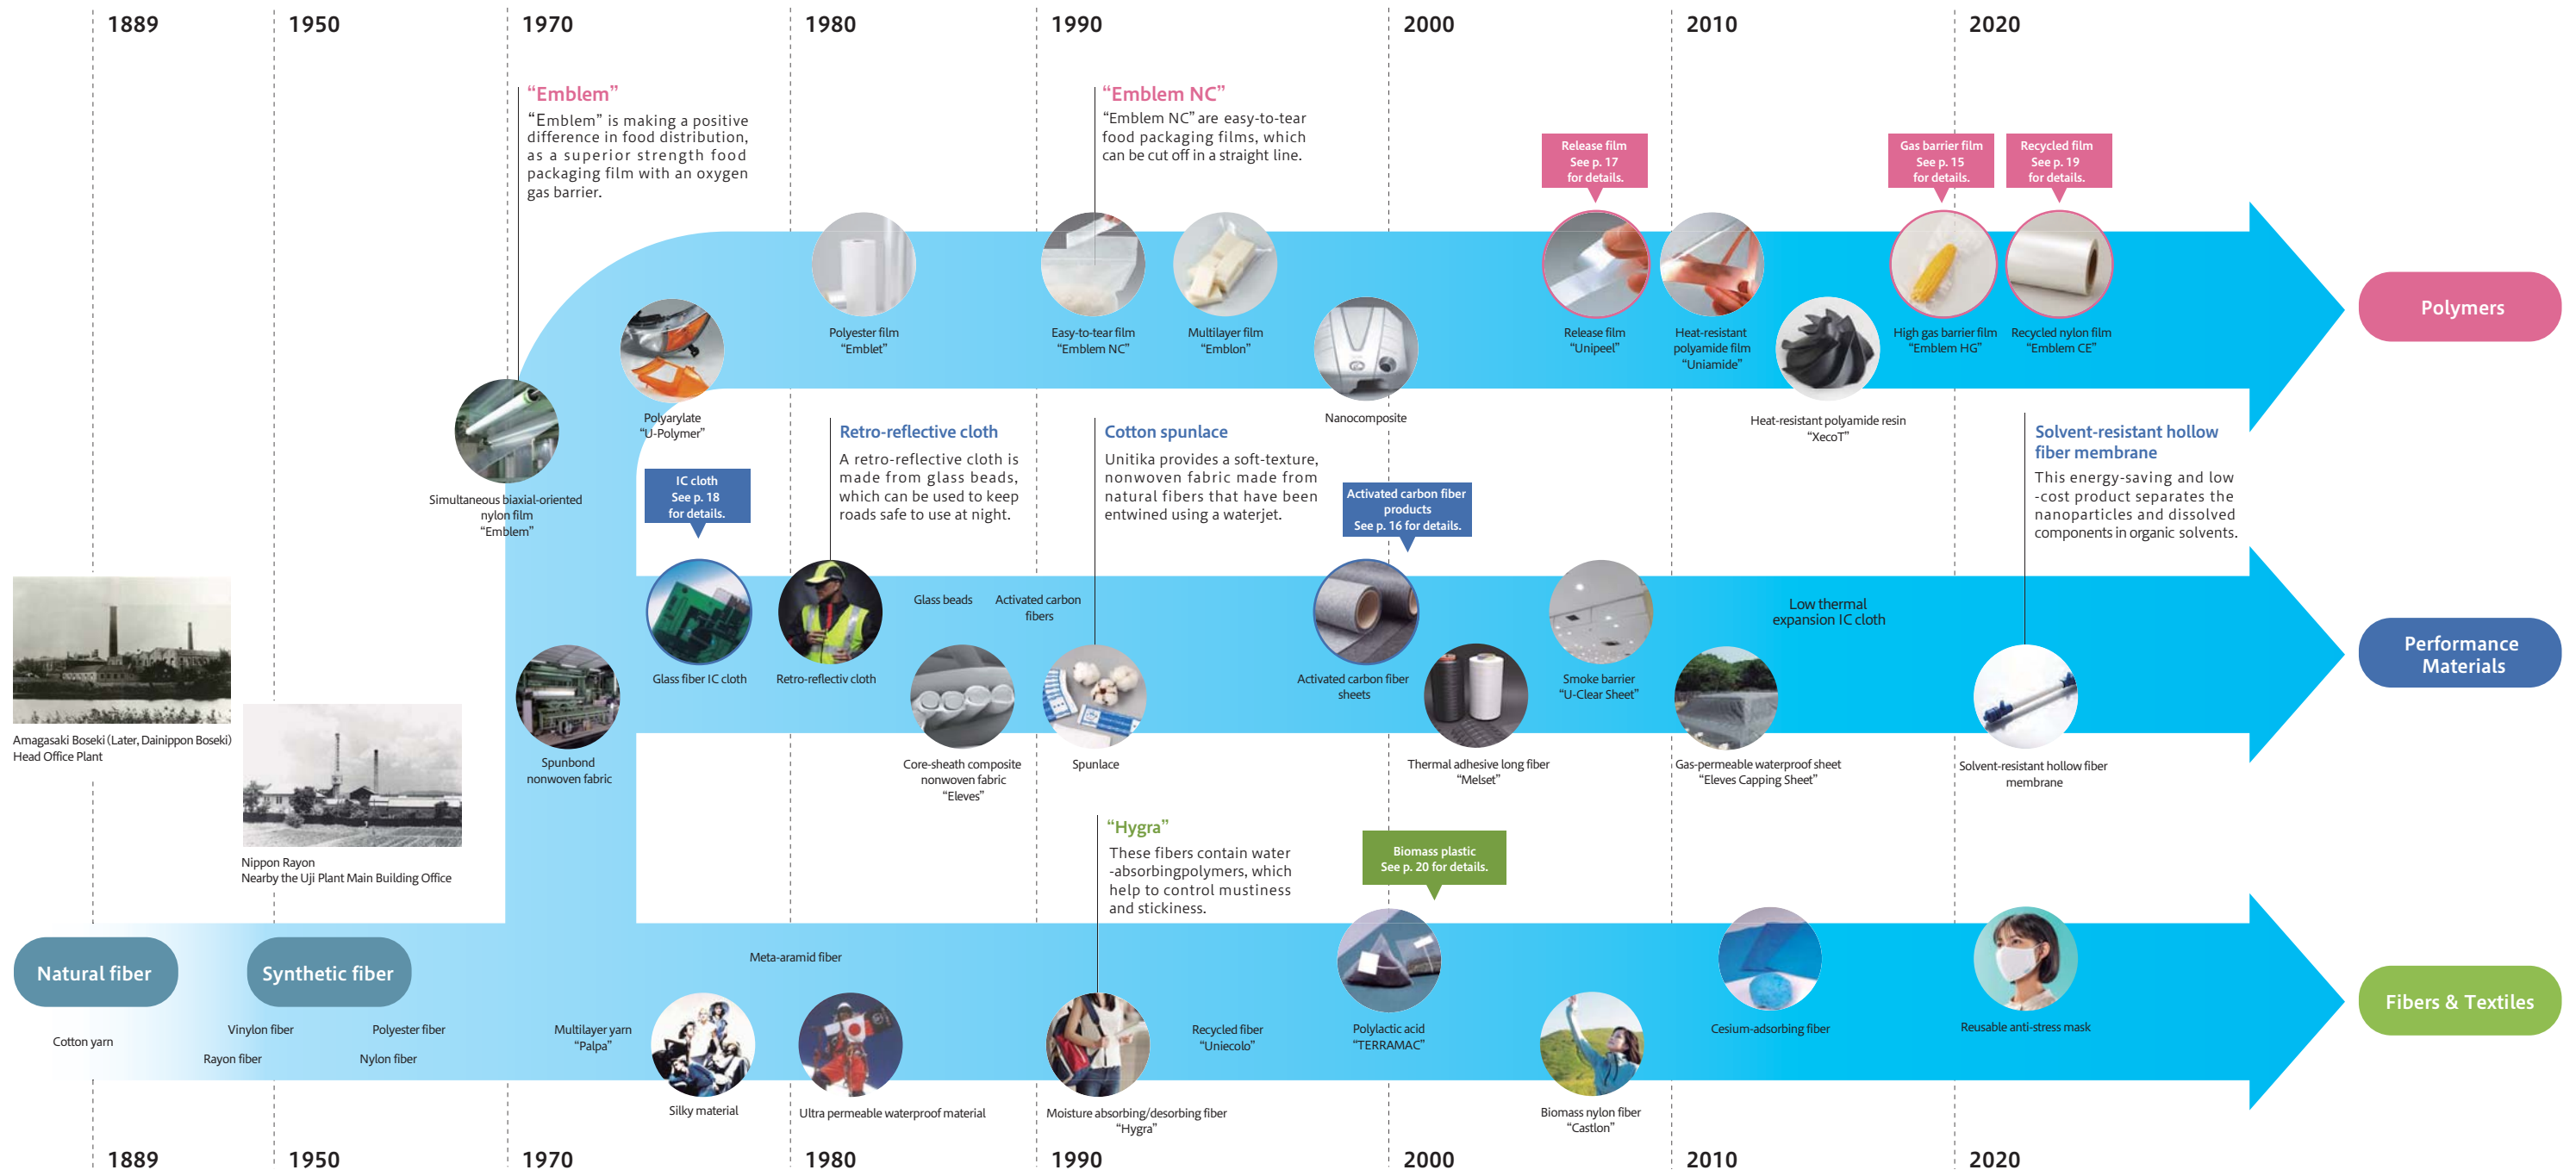 1889
1950
1970
1980
1990
2000
2010
2020
“Emblem”
“Emblem” is making a positive
difference in food distribution,
as a superior strength food
packaging film with an oxygen
gas barrier.
“Emblem NC”
“Emblem NC” are easy-to-tear
food packaging films, which
can be cut off in a straight line.
Release film
See p. 17
for details.
Gas barrier film
See p. 15
for details.
Recycled film
See p. 19
for details.
Polyester film
“Emblet”
Easy-to-tear film
“Emblem NC”
Multilayer film
“Emblon”
Release film
“Unipeel”
Heat-resistant
polyamide film
“Uniamide”
High gas barrier film
“Emblem HG”
Recycled nylon film
“Emblem CE”
Polymers
Polyarylate
“U-Polymer”
Nanocomposite
Heat-resistant polyamide resin
“XecoT”
Simultaneous biaxial-oriented
nylon film
“Emblem”
IC cloth
See p. 18
for details.
Retro-reflective cloth
A retro-reflective cloth is
made from glass beads,
which can be used to keep
roads safe to use at night.
Cotton spunlace
Unitika provides a soft-texture,
nonwoven fabric made from
natural fibers that have been
entwined using a waterjet.
Activated carbon fiber
products
See p. 16 for details.
Solvent-resistant hollow
fiber membrane
This energy-saving and low
-cost product separates the
nanoparticles and dissolved
components in organic solvents.
Glass beads
Activated carbon
fibers
Low thermal
expansion IC cloth
Glass fiber IC cloth
Retro-reflectiv cloth
Activated carbon fiber
sheets
Smoke barrier
“U-Clear Sheet”
Performance
Materials
Amagasaki Boseki (Later, Dainippon Boseki)
Head Office Plant
Spunbond
nonwoven fabric
Core-sheath composite
nonwoven fabric
“Eleves”
Spunlace
Thermal adhesive long fiber
“Melset”
Gas-permeable waterproof sheet
“Eleves Capping Sheet”
Solvent-resistant hollow fiber
membrane
Nippon Rayon
Nearby the Uji Plant Main Building Office
“Hygra”
These fibers contain water
-absorbingpolymers, which
help to control mustiness
and stickiness.
Biomass plastic
See p. 20 for details.
Natural fiber
Synthetic fiber
Meta-aramid fiber
Cotton yarn
Vinylon fiber
Rayon fiber
Polyester fiber
Nylon fiber
Multilayer yarn
“Palpa”
Recycled fiber
“Uniecolo”
Polylactic acid
“TERRAMAC”
Cesium-adsorbing fiber
Reusable anti-stress mask
Fibers & Textiles
Silky material
Ultra permeable waterproof material
Moisture absorbing/desorbing fiber
“Hygra”
Biomass nylon fiber
“Castlon”
1889
1950
1970
1980
1990
2000
2010
2020